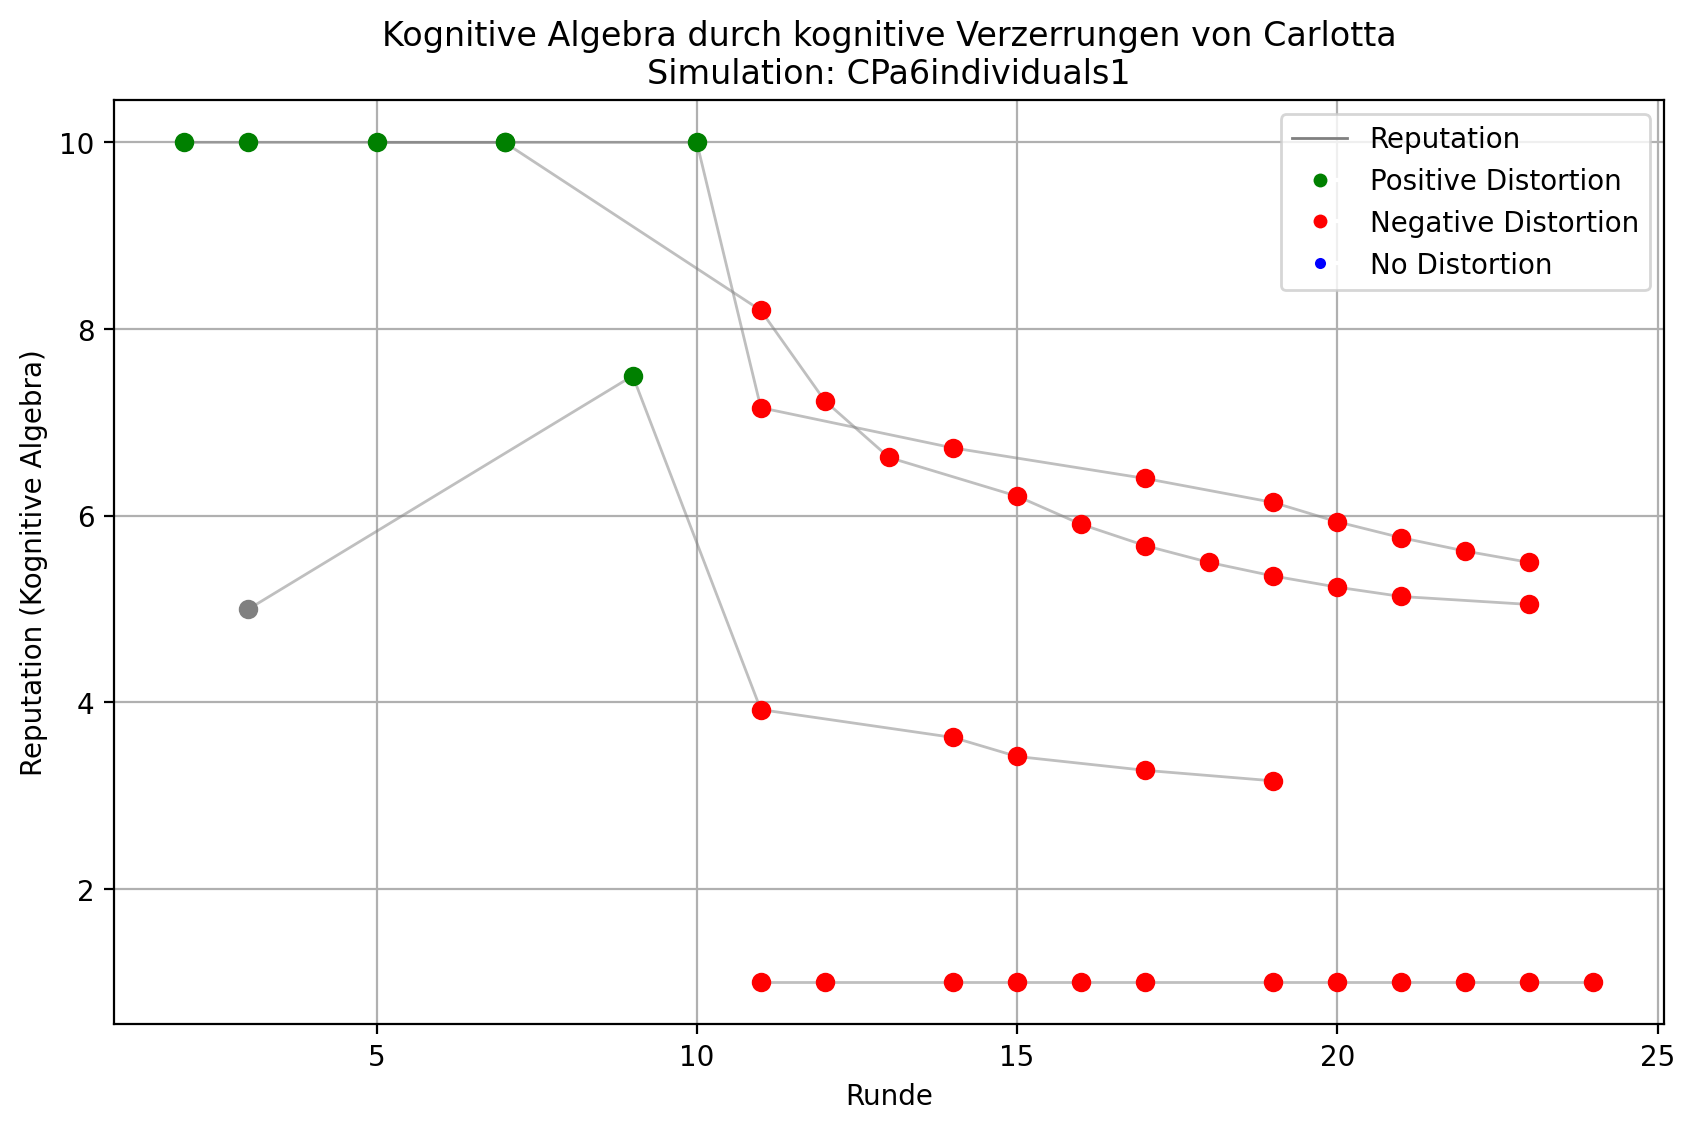 Kognitive Algebra durch kognitive Verzerrungen von Carlotta
Simulation: CPa6individuals1
Reputation
Positive Distortion
Negative Distortion
No Distortion
Reputation (Kognitive Algebra)
10
8
6
4
2
5
10
15
20
25
Runde